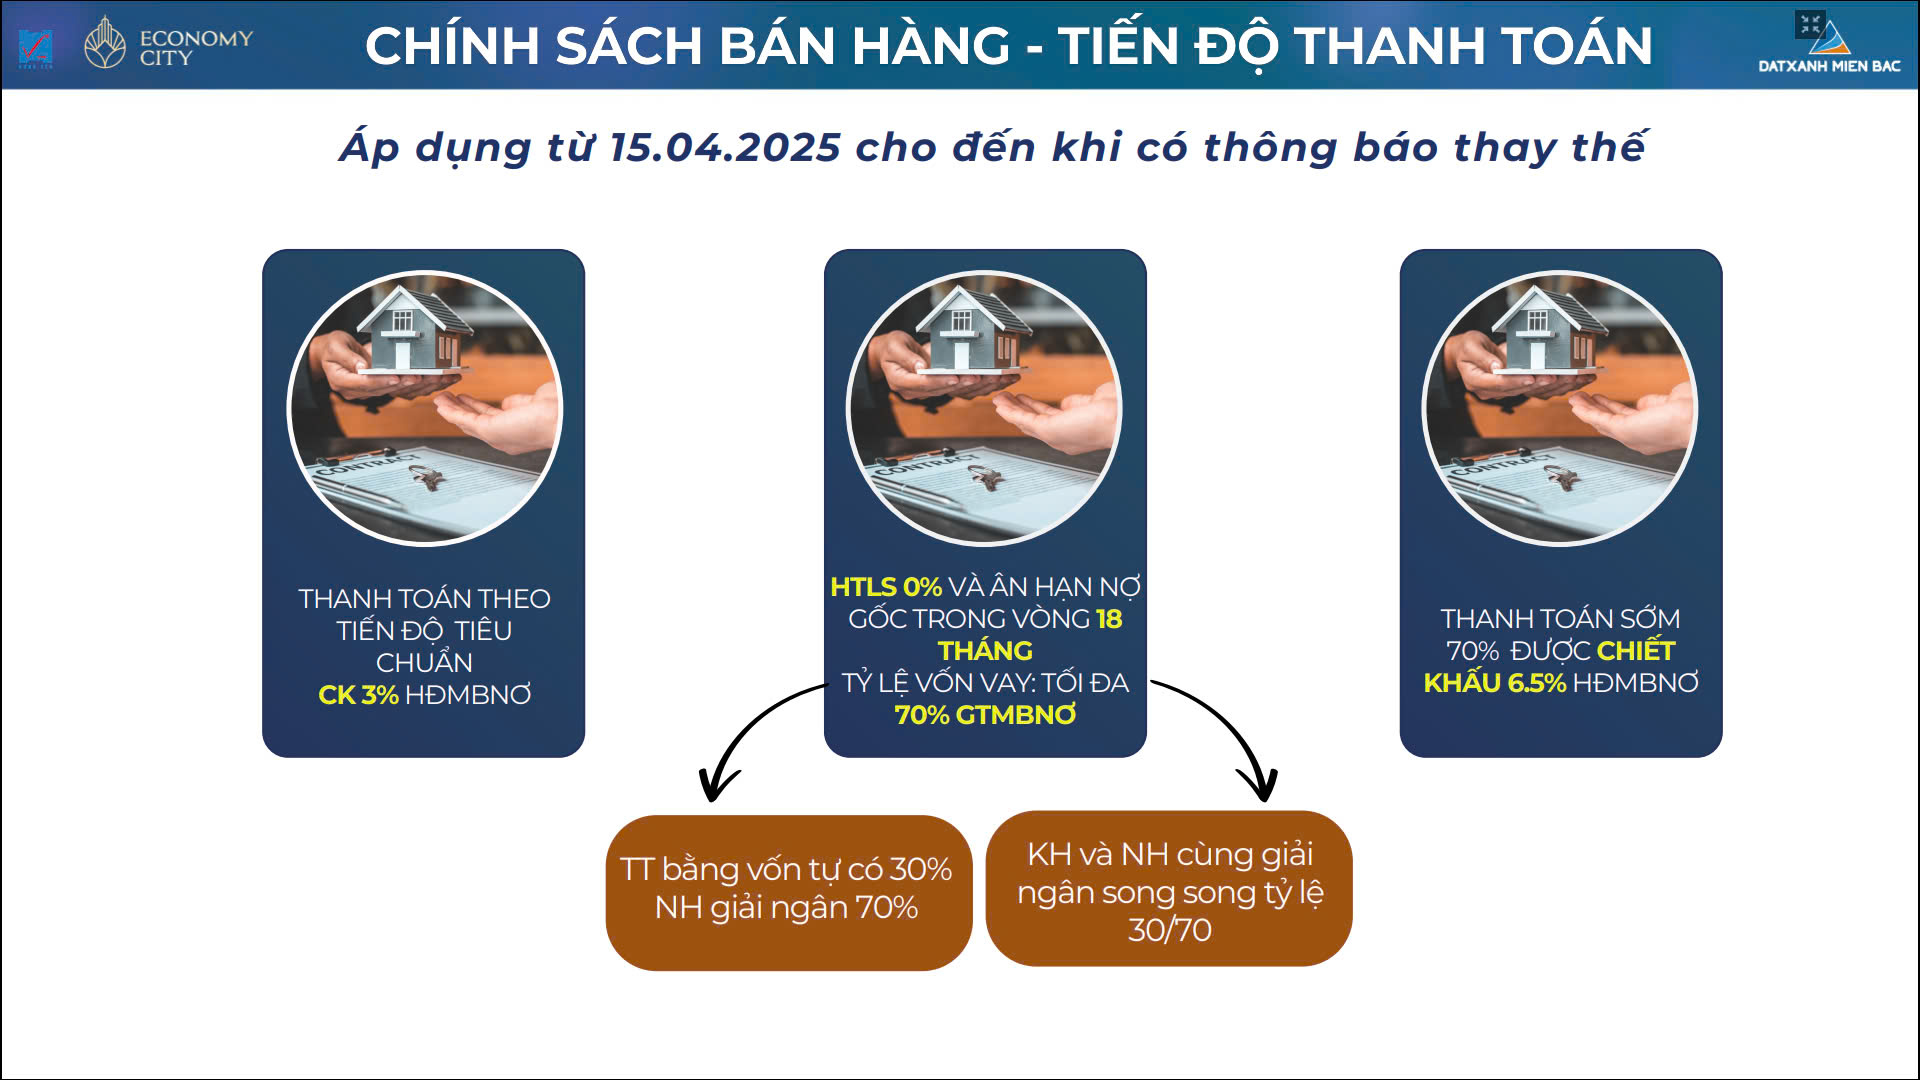 ECONOMY
CITY
CHÍNH SÁCH BÁN HÀNG - TIẾN ĐỘ THANH TOÁN
DATXANH MIEN BAC
Áp dụng từ 15.04.2025 cho đến khi có thông báo thay thế
CONTRACT
THANH TOÁN THEO
TIẾN ĐỘ TIÊU
CHUẨN
CK 3% HĐMBNƠ
CONTRACT
HTLS 0% VÀ ÂN HẠN NỢ
GỐC TRONG VÒNG 18
THÁNG
TỶ LỆ VỐN VAY: TỐI ĐA
70% GTMBNƠ
CONTRACT
THANH TOÁN SỚM
70% ĐƯỢC CHIẾT
KHẤU 6.5% HĐMBNƠ
TT bằng vốn tự có 30%
NH giải ngân 70%
KH và NH cùng giải
ngân song song tỷ lệ
30/70